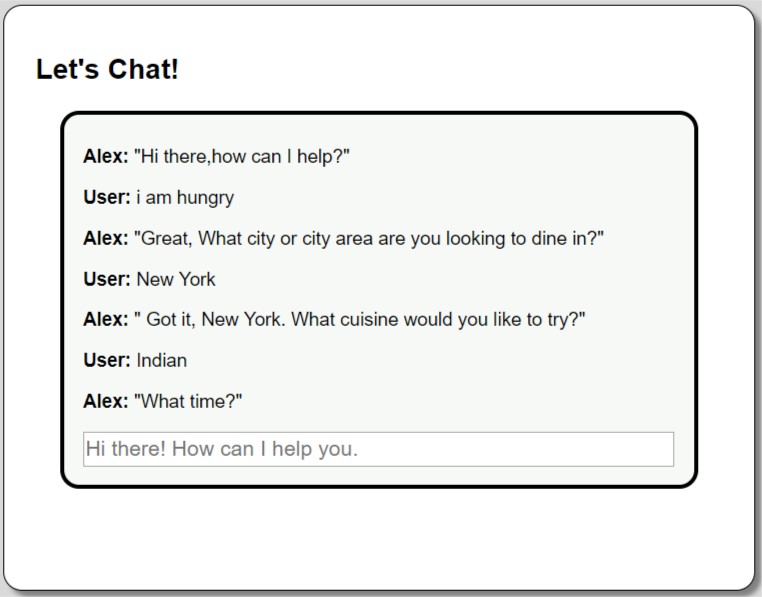 Let's Chat!
Alex: "Hi there,how can I help?"
User: i am hungry
Alex: "Great, What city or city area are you looking to dine in?"
User: New York
Alex: " Got it, New York. What cuisine would you like to try?"
User: Indian
Alex: "What time?"
Hi there! How can I help you.